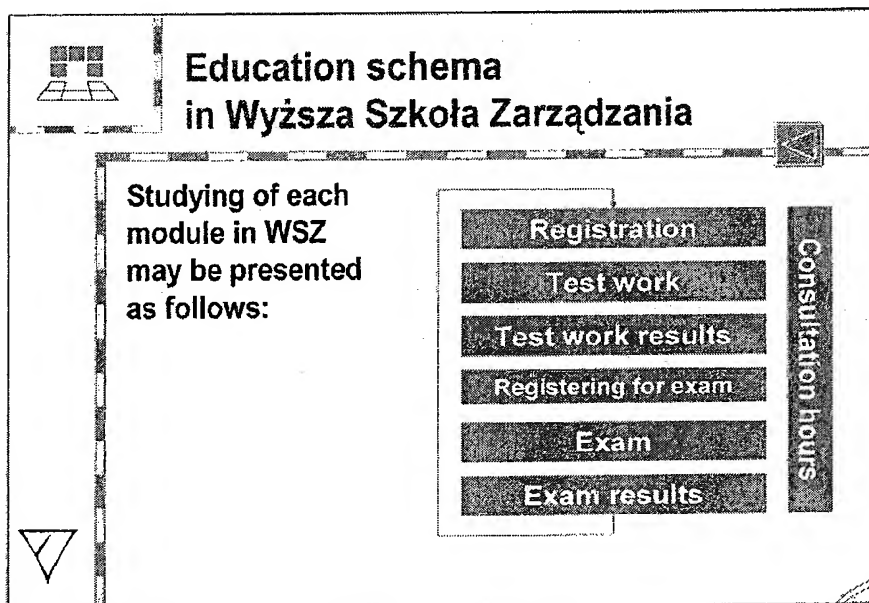 Education schema
in Wyższa Szkoła Zarządzania
Studying of each
module in WSZ
may be presented
as follows:
Registration
Test work
Test work results
Registering for exam
Exam
Exam results
Consultation hours